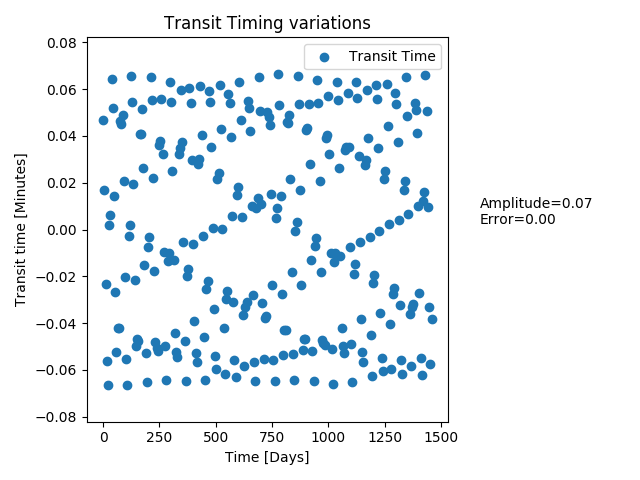 Transit Timing variations
Transit Time
Transit time [Minutes]
0.08
0.06
0.04
0.02
0.00
−0.02
−0.04
−0.06
−0.08
0
250
500
750
1000
1250
1500
Time [Days]
Amplitude=0.07
Error=0.00